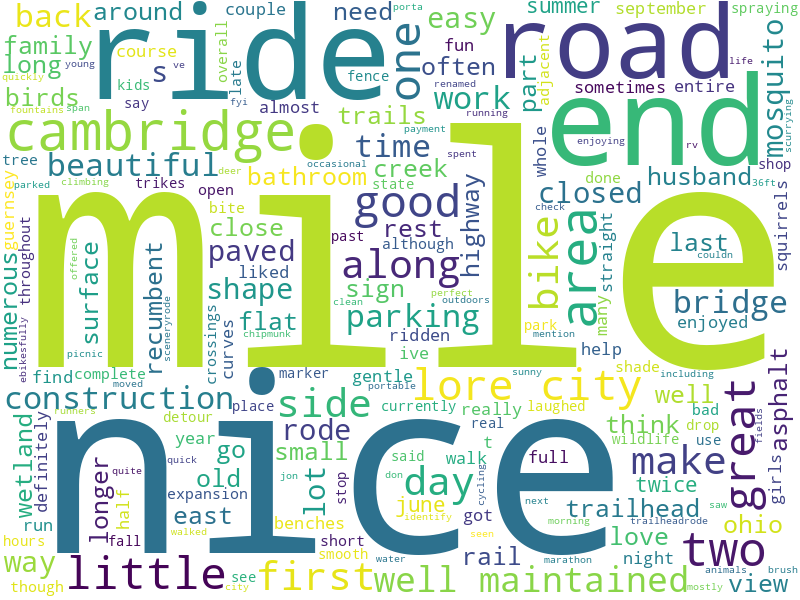 couple need easy summer september spraying
back around porta
ride one road
family course fun
long s kids fence often sometimes entire life
quickly young ve overall late renamed part adjacent mosquito
birds say fyi almost work end
fountains span trails running scurrying
cambridge payment enjoying rv
tree beautiful time whole shop
occasional creek done husband 36ft
parked climbing trikes bathroom deer state spent closed squirrels
guernsey open bite good rest highway check
numerous throughout close past although bike area straight last couldn
surface paved liked along mile
offered recumbent shape clean perfect outdoors many bridge
ebikesfully picnic sceneryrode flat sign parking park enjoyed
crossings curves chipmunk ridden mention
find complete ive help
moved marker gentle sunny shade including
construction place side lore city well asphalt
runners detour currently really laughed bad great
wetland definitely year rode t real think drop fields
go small said walk wildlife use girls
longer quite quick old jon full make
half expansion lot stop don day cycling twice
run east benches june got next trailhead saw ohio
fall walked identify seen morning trailheadrode
hours nice short rail love two
way smooth water marathon night animals brush
though little see first well maintained view
city mostly